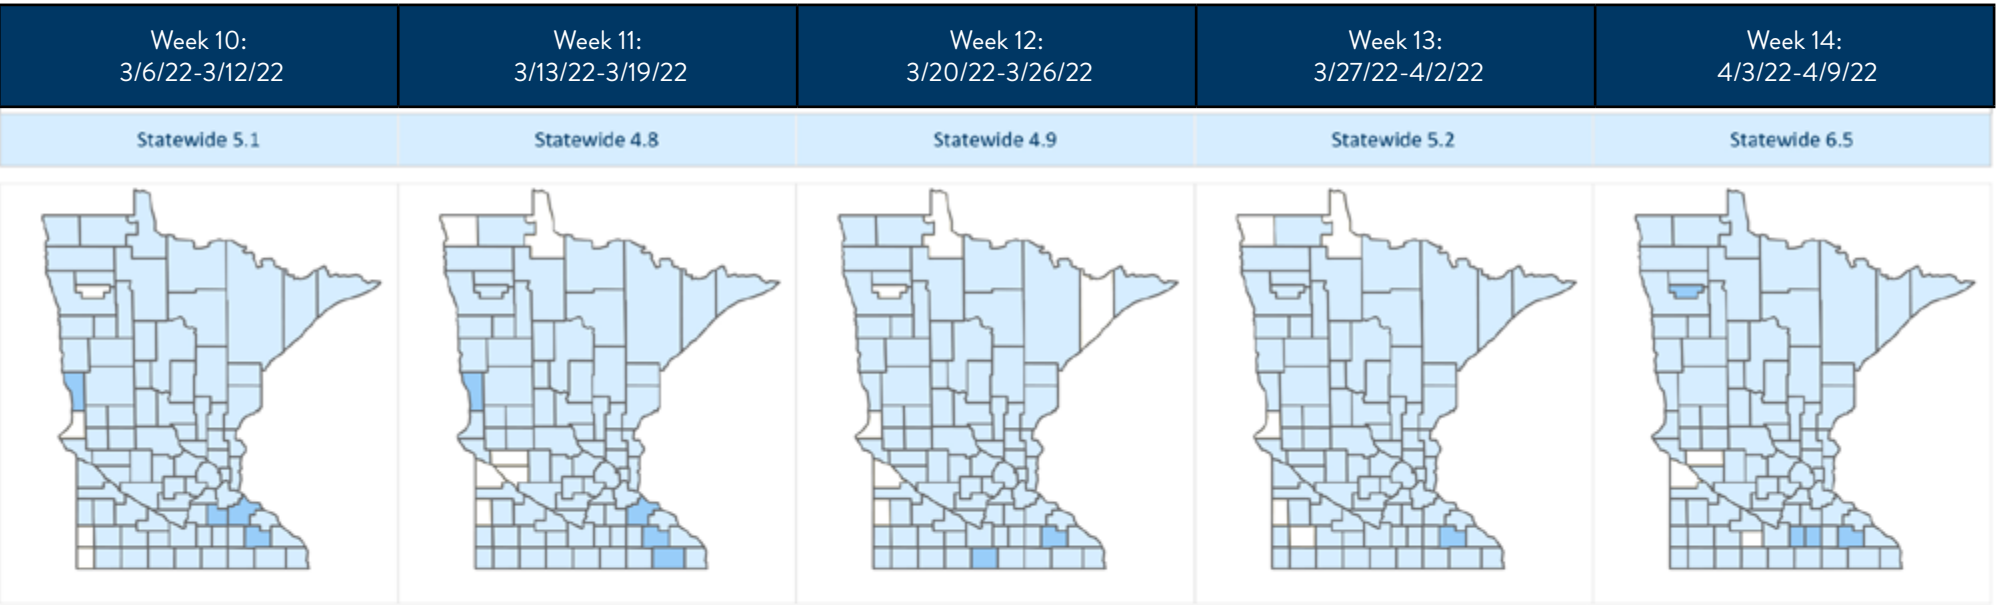 Week 10:
3/6/22-3/12/22
Week 11:
3/13/22-3/19/22
Week 12:
3/20/22-3/26/22
Week 13:
3/27/22-4/2/22
Week 14:
4/3/22-4/9/22
Statewide 5.1
Statewide 4.8
Statewide 4.9
Statewide 5.2
Statewide 6.5